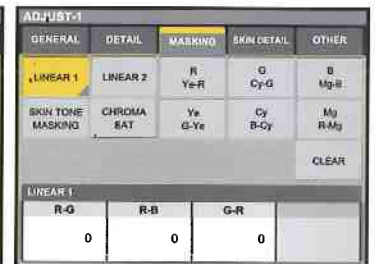 ADJUST-1
GENERAL DETAIL MASKING SKIN DETAIL OTHER
LINEAR 1 LINEAR 2 R G B
Ye-R Cy-G Mg-B
SKIN TONE CHROMA Ye Cy Mg
MASKING EAT G-Ye B-Cy R-Mg
CLEAR
LINEAR 1
R-G R-B G-R
0 0 0